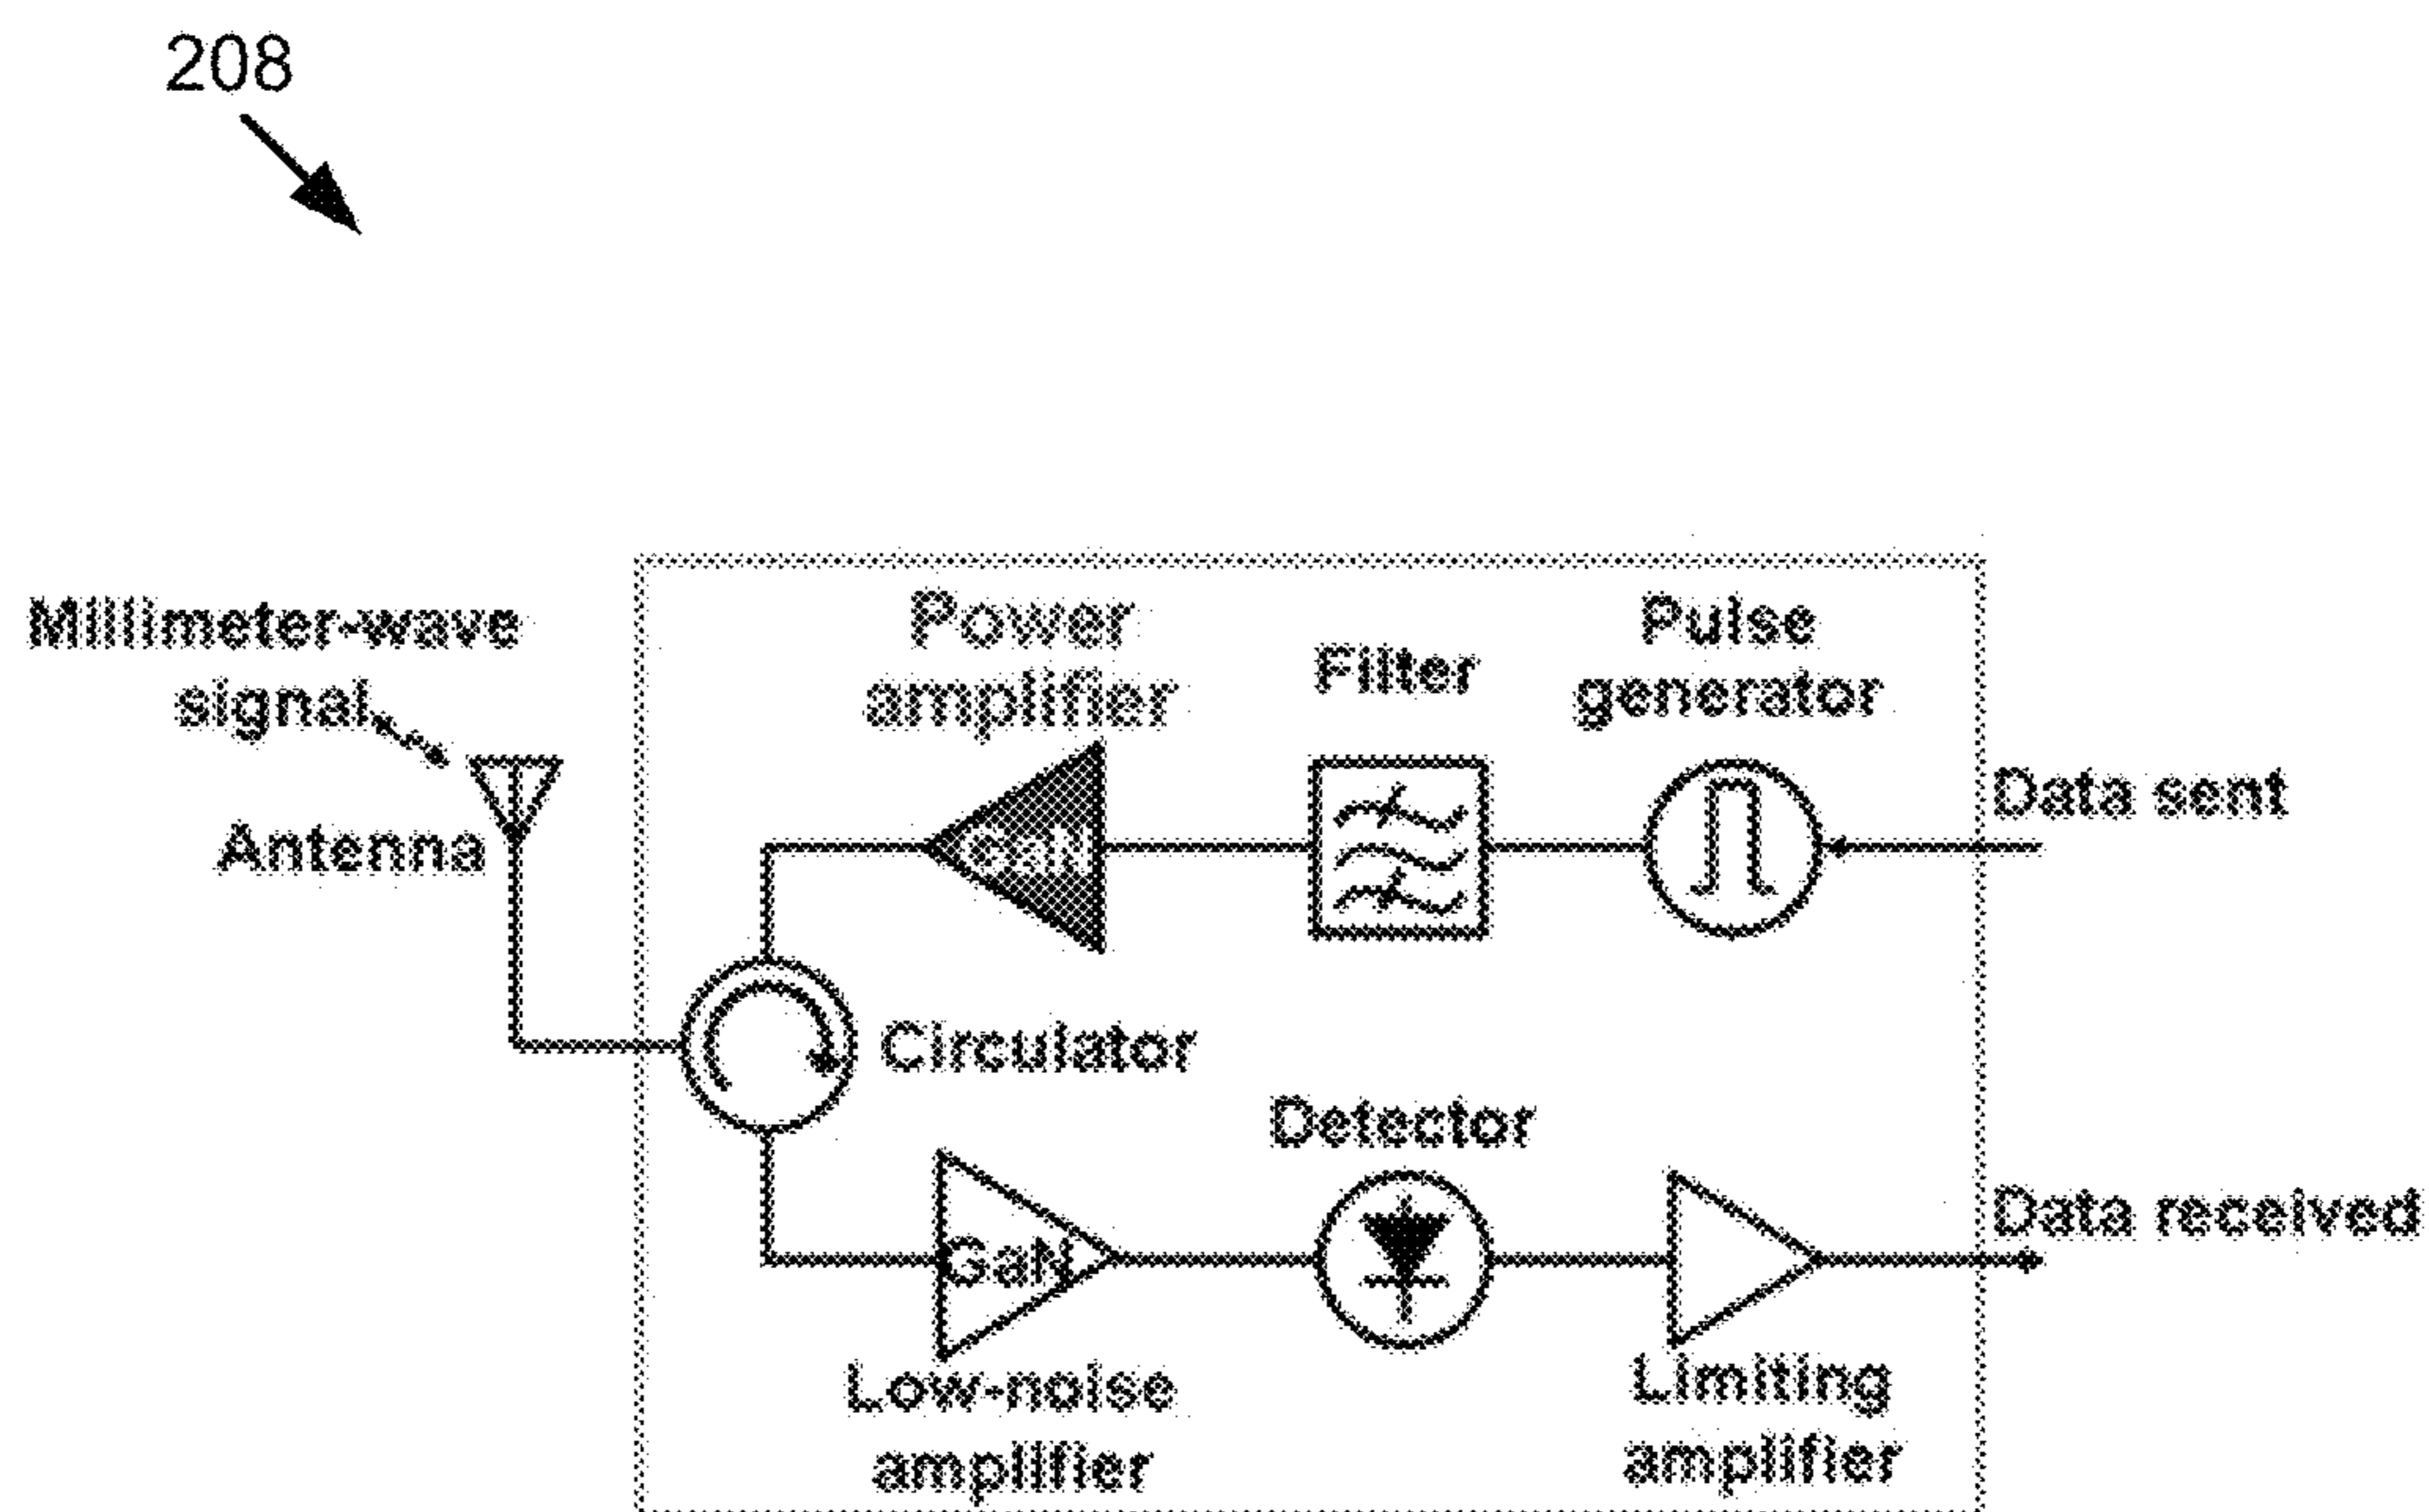 208
Millimeter-wave
signal
Antenna
Power
amplifier
Filter
Pulse
generator
GaN
Data sent
Circulator
Detector
GaN
Data received
Low-noise
amplifier
Limiting
amplifier